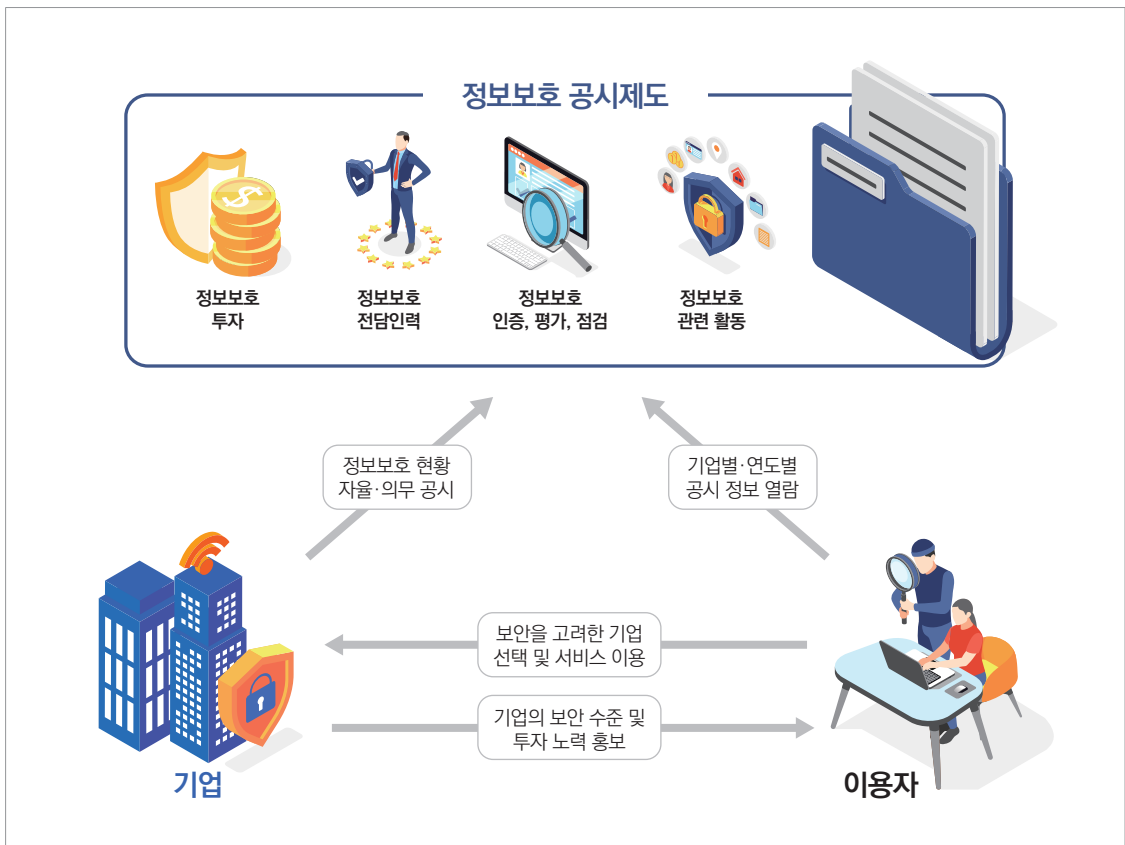 정보보호 공시제도
정보보호
투자
정보보호
전담인력
정보보호
인증, 평가, 점검
정보보호
관련 활동
정보보호 현황
자율·의무 공시
기업별·연도별
공시 정보 열람
보안을 고려한 기업
선택 및 서비스 이용
기업의 보안 수준 및
투자 노력 홍보
기업
이용자